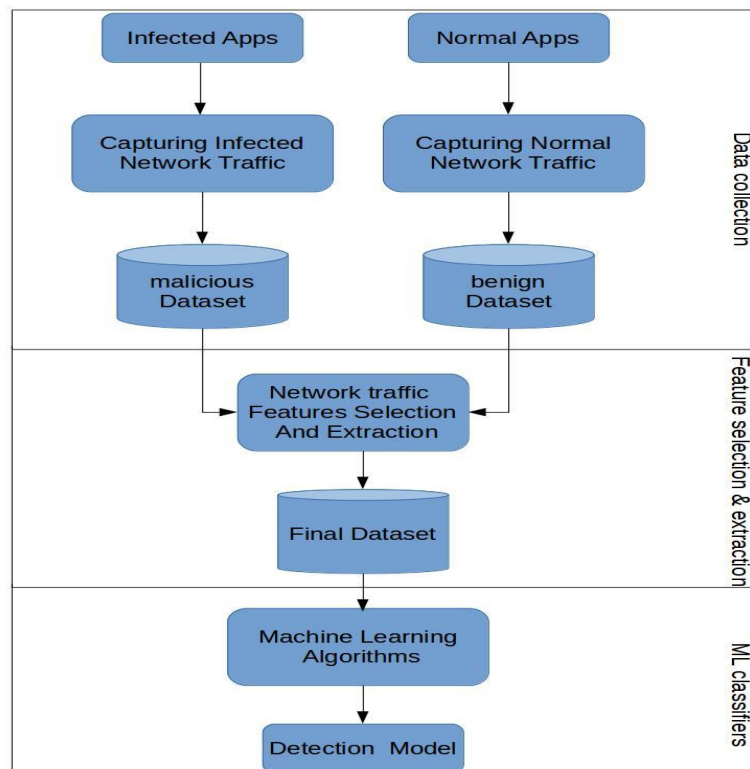 Infected Apps
Normal Apps
Capturing Infected
Network Traffic
Capturing Normal
Network Traffic
malicious
Dataset
benign
Dataset
Data collection
Network traffic
Features Selection
And Extraction
Final Dataset
Feature selection & extraction
Machine Learning
Algorithms
Detection Model
ML classifiers